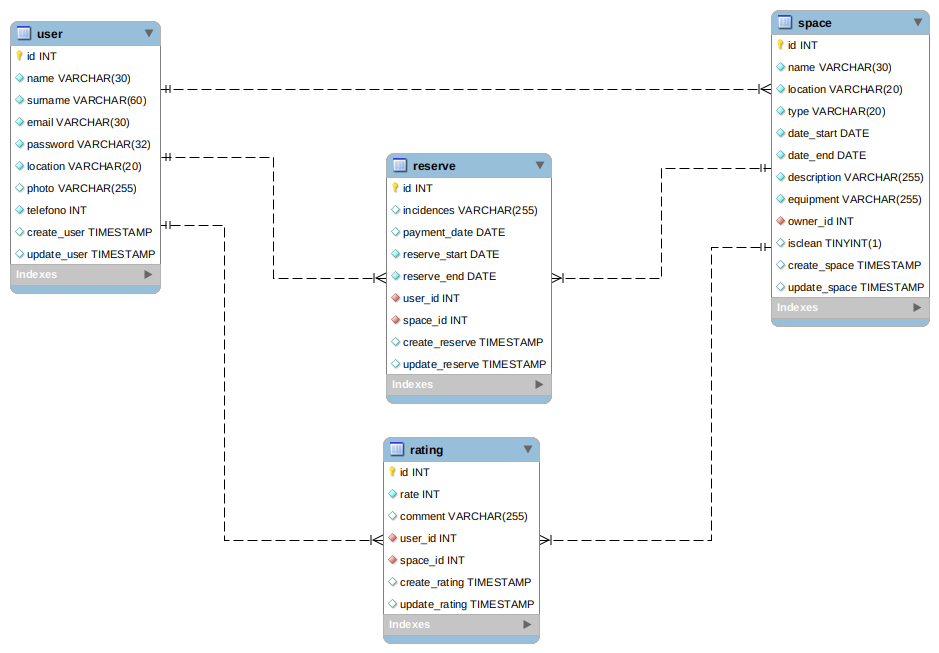 user
id INT
name VARCHAR(30)
surname VARCHAR(60)
email VARCHAR(30)
password VARCHAR(32)
location VARCHAR(20)
photo VARCHAR(255)
telefono INT
create_user TIMESTAMP
update_user TIMESTAMP
Indexes
reserve
id INT
incidences VARCHAR(255)
payment_date DATE
reserve_start DATE
reserve_end DATE
user_id INT
space_id INT
create_reserve TIMESTAMP
update_reserve TIMESTAMP
Indexes
rating
id INT
rate INT
comment VARCHAR(255)
user_id INT
space_id INT
create_rating TIMESTAMP
update_rating TIMESTAMP
Indexes
space
id INT
name VARCHAR(30)
location VARCHAR(20)
type VARCHAR(20)
date_start DATE
date_end DATE
description VARCHAR(255)
equipment VARCHAR(255)
owner_id INT
isclean TINYINT(1)
create_space TIMESTAMP
update_space TIMESTAMP
Indexes